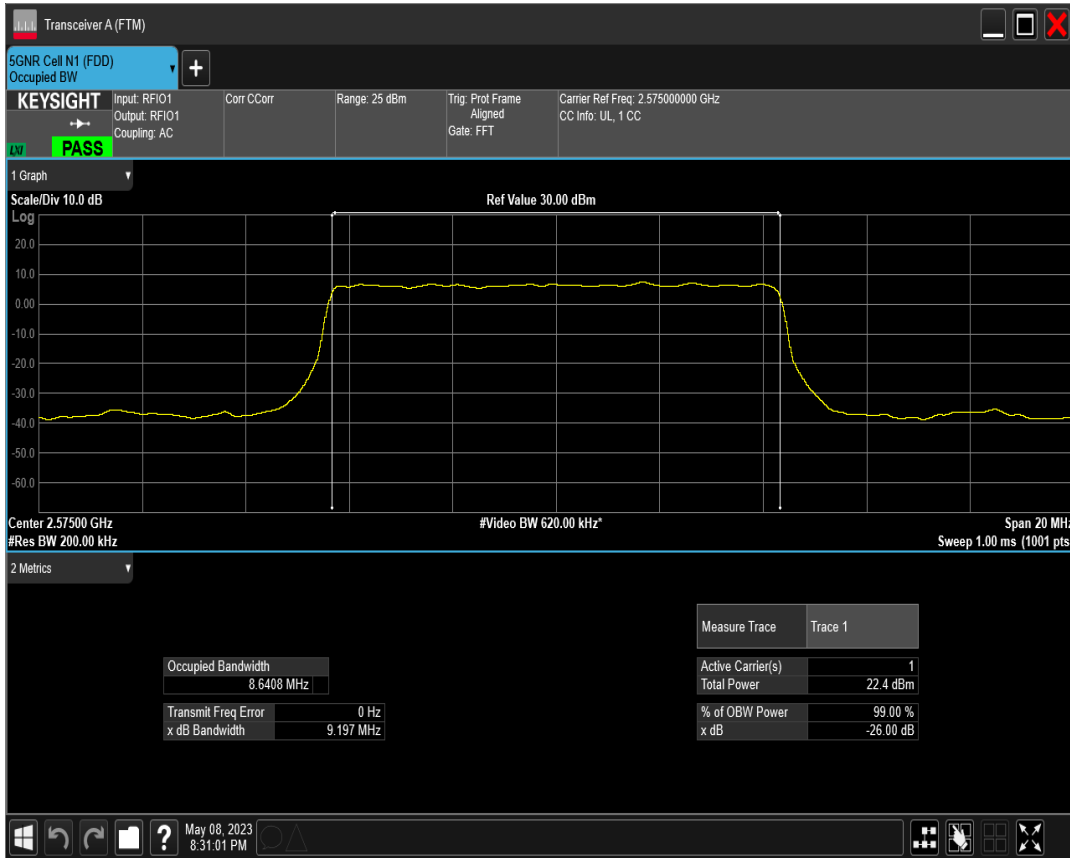 Transceiver A (FTM)
5GNR Cell N1 (FDD)
Occupied BW
+
KEYSIGHT
LXI
PASS
Input: RFIO1
Output: RFIO1
Coupling: AC
Corr CCorr
Range: 25 dBm
Trig: Prot Frame
Aligned
Gate: FFT
Carrier Ref Freq: 2.575000000 GHz
CC Info: UL, 1 CC
1 Graph
Scale/Div 10.0 dB
Ref Value 30.00 dBm
Log
20.0
10.0
0.00
-10.0
-20.0
-30.0
-40.0
-50.0
-60.0
Center 2.57500 GHz
#Video BW 620.00 kHz*
Span 20 MHz
#Res BW 200.00 kHz
Sweep 1.00 ms (1001 pts
2 Metrics
Measure Trace Trace 1
Occupied Bandwidth
8.6408 MHz
Active Carrier(s) 1
Total Power 22.4 dBm
Transmit Freq Error 0 Hz
x dB Bandwidth 9.197 MHz
% of OBW Power 99.00 %
x dB -26.00 dB
?
May 08, 2023
8:31:01 PM